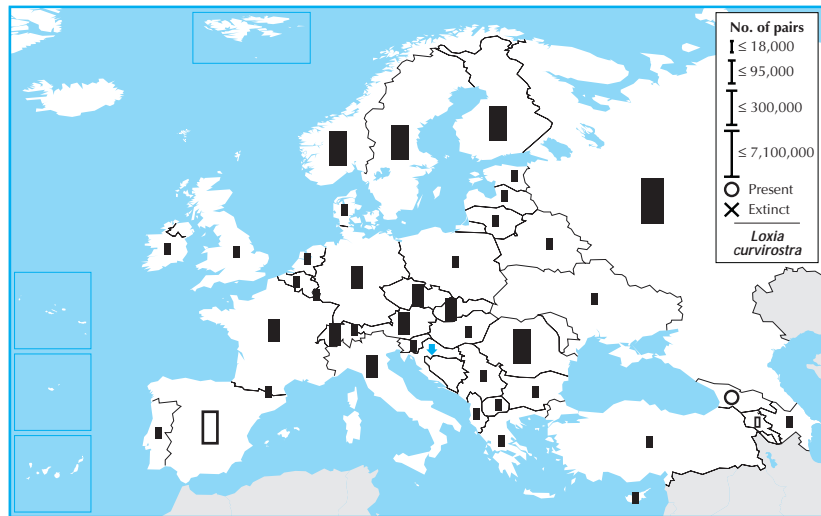 No. of pairs
≤ 18,000
≤ 95,000
≤ 300,000
≤ 7,100,000
Present
Extinct
Loxia
curvirostra